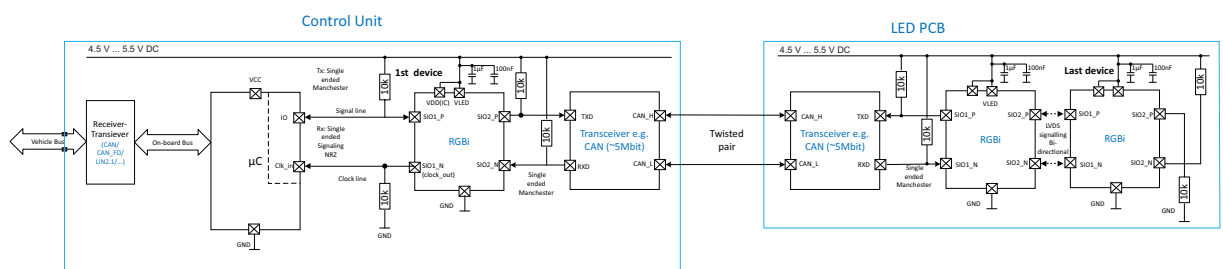 Control Unit
LED PCB
4.5 V ... 5.5 V DC
Vehicle Bus
Receiver-
Transiever
(CAN/
CAN_FD/
LIN2.1/...)
On-board Bus
VCC
IO
µC
Clk_in
GND
Tx: Single
ended
Manchester
Signal line
Rx: Single
ended
Signaling
NRZ
Clock line
10k
10k
GND
1st device
1µF
100nF
VDD(IC)
VLED
SIO1_P
SIO2_P
RGBi
SIO1_N
(clock_out)
SIO2_N
GND
10k
10k
Single
ended
Manchester
TXD
CAN_H
Transceiver e.g.
CAN (~5Mbit)
RXD
CAN_L
Twisted
pair
4.5 V ... 5.5 V DC
CAN_H
TXD
Transceiver e.g.
CAN (~5Mbit)
CAN_L
RXD
10k
10k
Single
ended
Manchester
1µF
100nF
VLED
SIO1_P
SIO2_P
RGBi
SIO1_N
SIO2_N
GND
LVDS
signalling
Bi-
directional
Last device
1µF
100nF
VLED
SIO1_P
SIO2_P
RGBi
SIO1_N
SIO2_N
GND
10k
10k
GND